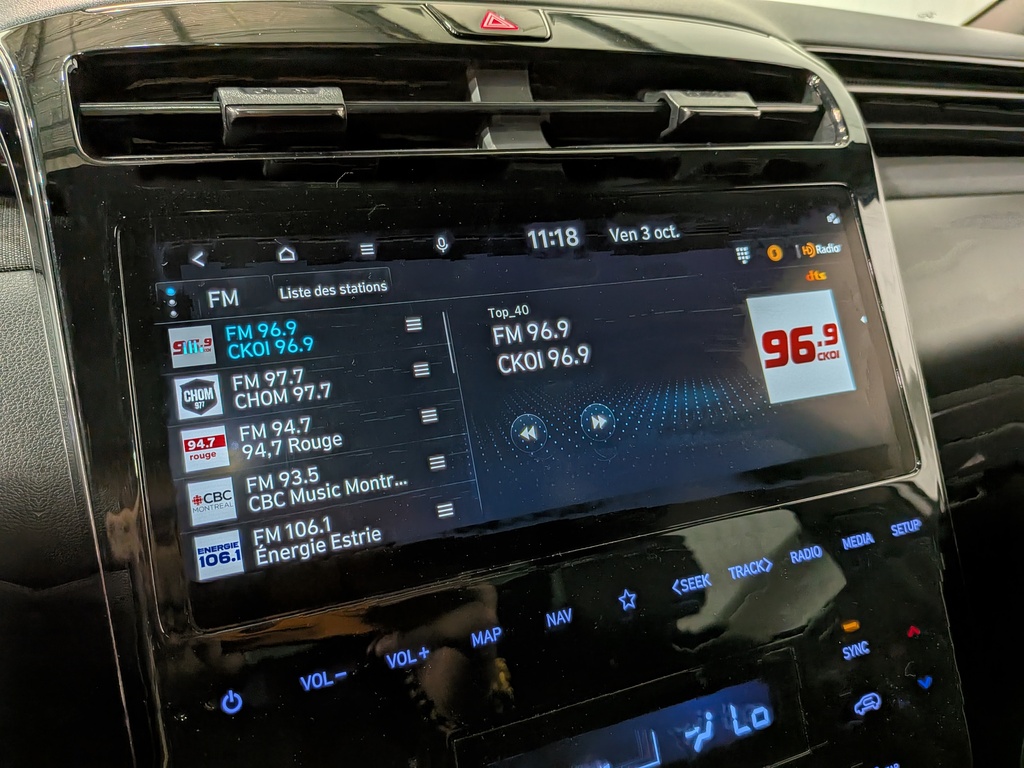 11:18
Ven 3 oct.
HD Radio
dts
FM
Liste des stations
FM 96.9
CKOI 96.9
CHOM
977
FM 97.7
CHOM 97.7
94.7
rouge
FM 94.7
94,7 Rouge
CBC
MONTREAL
FM 93.5
CBC Music Montr...
ENERGIE
106.1
FM 106.1
Énergie Estrie
Top_40
FM 96.9
CKOI 96.9
96.9
CKOI
VOL-
VOL+
MAP
NAV
<SEEK
TRACK>
RADIO
MEDIA
SETUP
SYNC
Lo